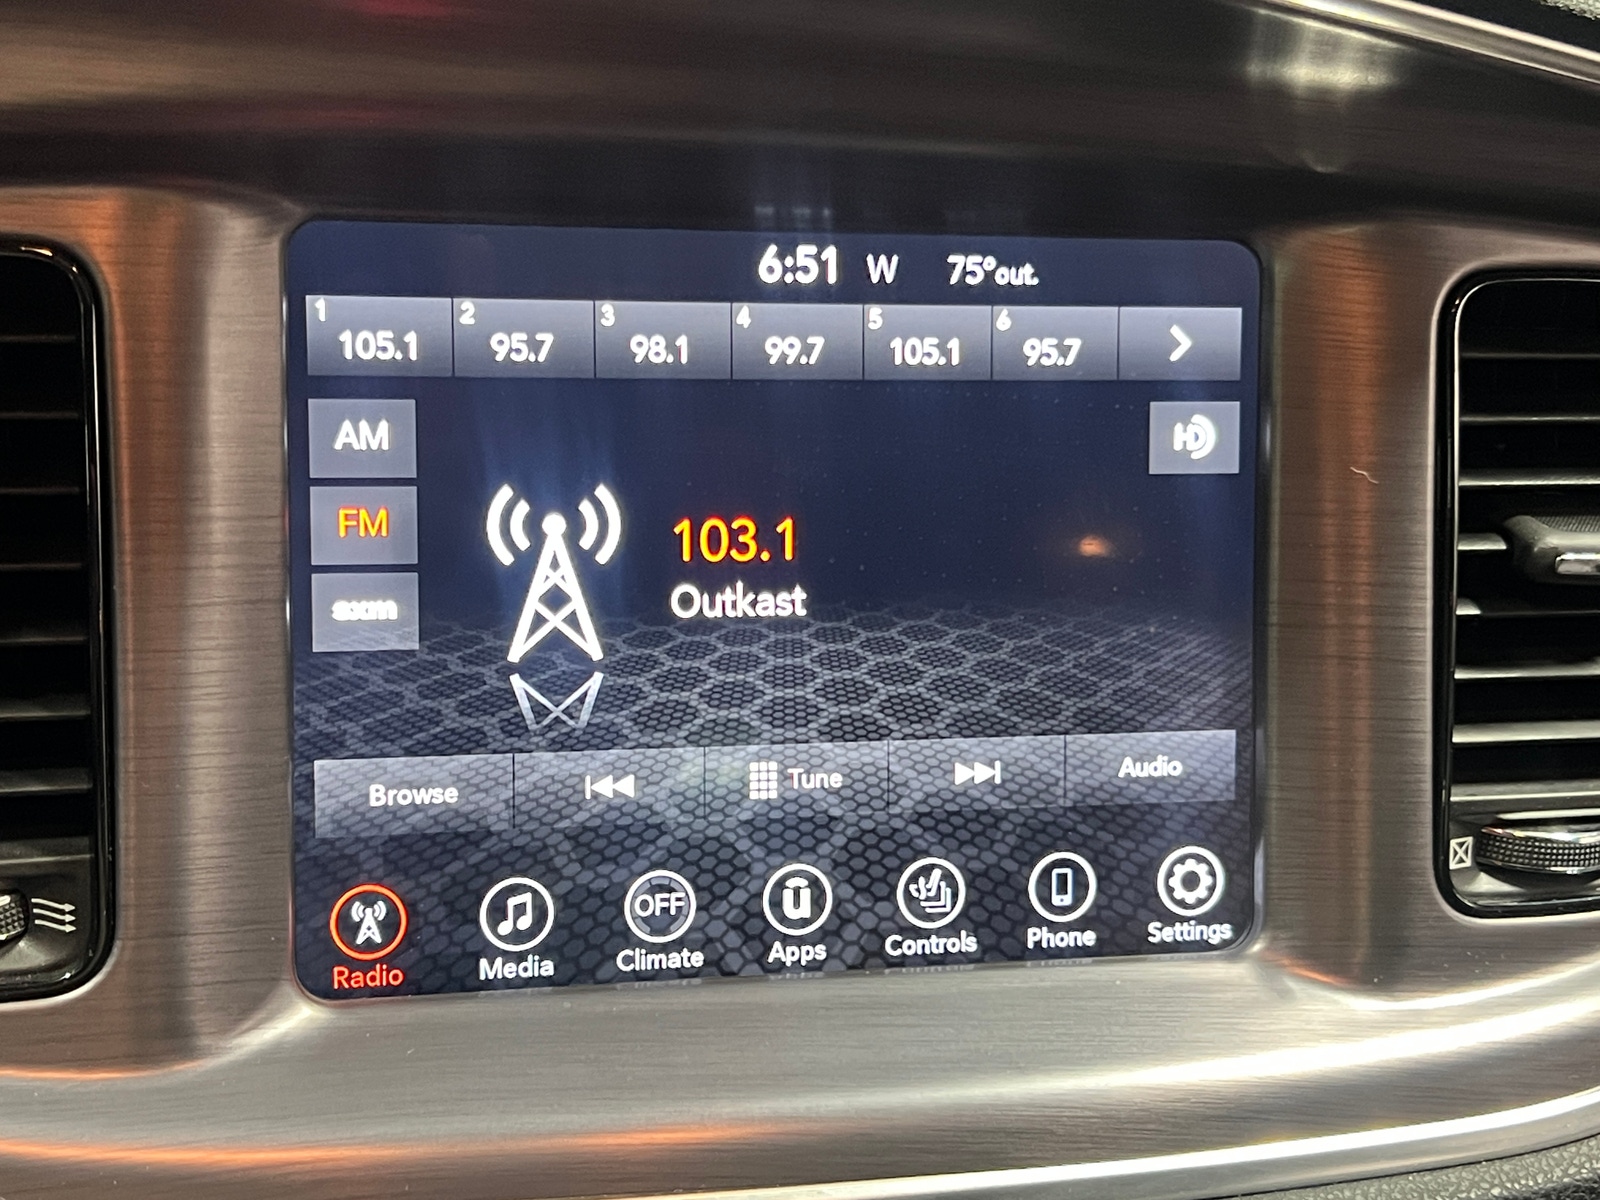 6:51 W 75°out.
1 105.1 2 95.7 3 98.1 4 99.7 5 105.1 6 95.7
AM
HD
FM
103.1
sxm
Outkast
Browse Tune Audio
OFF
Radio Media Climate Apps Controls Phone Settings